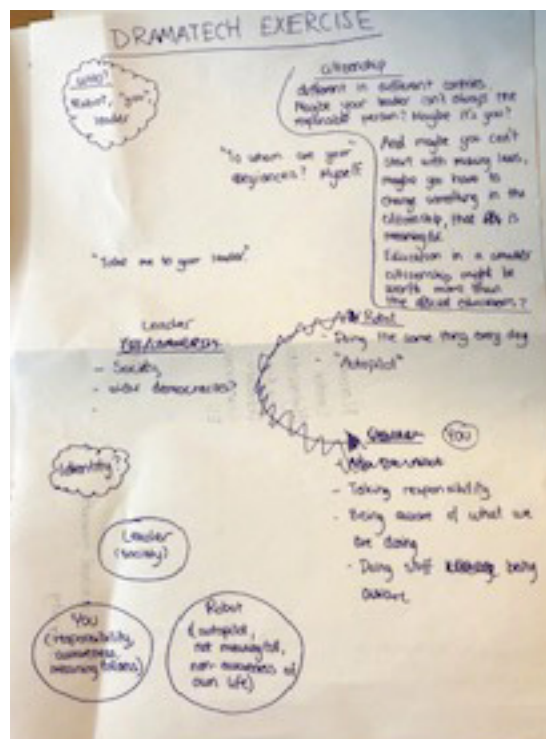 DRAMATECH EXERCISE
WHO?
Robot, "you",
leader
citizenship
different in different contries
Maybe your leader isn't always the
person? Maybe it's you?
"To whom are your
Myself
And maybe you can't
start with making laws,
maybe you have to
change something in the
citizenship, that is
meaningful.
Education in a smaller
citizenship might be
worth more than
the official educations?
"Take me to your leader"
Leader
- Society
- democracies?
Robot
- Doing the same thing every day
- "Autopilot"
YOU
- Taking responsibility
- Being aware of what we
are doing
- Doing stuff being
aware
Identity?
Leader
(society)
You
(responsibility,
awareness,
meaningfulness)
Robot
(autopilot,
not meaningful,
non-awareness of
own life)